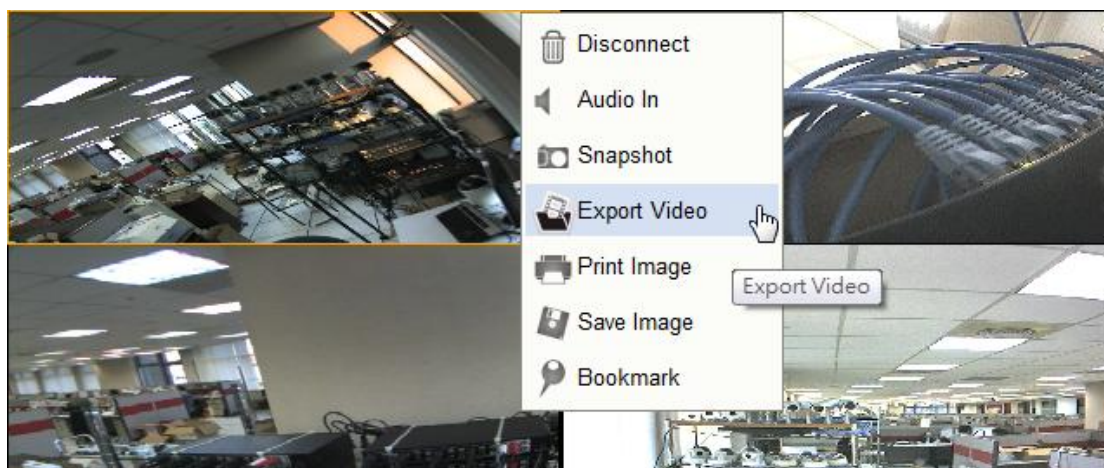 Disconnect
Audio In
Snapshot
Export Video
Print Image
Export Video
Save Image
Bookmark